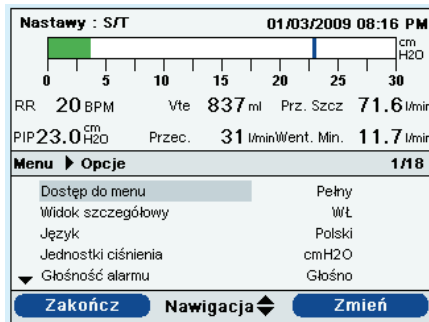 Nastawy : S/T 01/03/2009 08:16 PM
cm
H2O
0 5 10 15 20 25 30
RR 20 BPM Vte 837 ml Prz. Szcz 71.6 l/min
PIP 23.0 cm H2O Przec. 31 l/min Went. Min. 11.7 l/min
Menu Opcje 1/18
Dostęp do menu Pełny
Widok szczegółowy WŁ
Język Polski
Jednostki ciśnienia cmH2O
Głośność alarmu Głośno
Zakończ Nawigacja Zmień